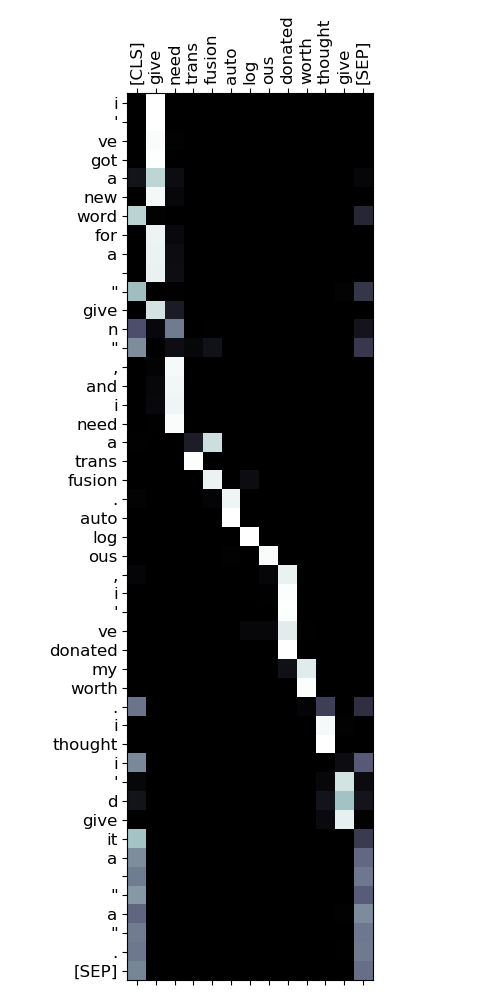 [CLS]
give
need
trans
fusion
auto
log
ous
donated
worth
thought
give
[SEP]
i
'
ve
got
a
new
word
for
a
"
give
n
"
,
and
i
need
a
trans
fusion
.
auto
log
ous
,
i
'
ve
donated
my
worth
.
i
thought
i
'
d
give
it
a
"
a
"
.
[SEP]